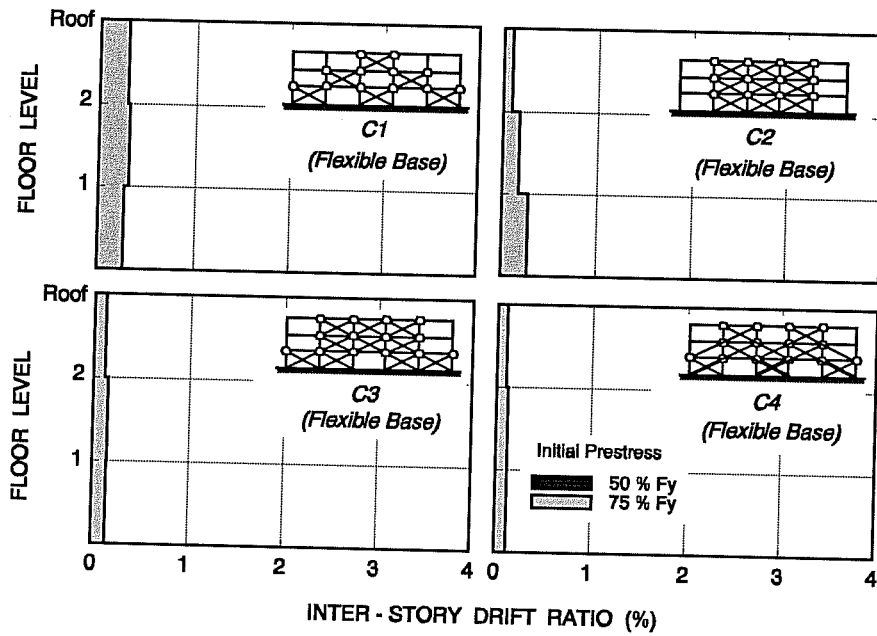 Roof
2
1
FLOOR LEVEL
C1
(Flexible Base)
C2
(Flexible Base)
Roof
2
1
FLOOR LEVEL
C3
(Flexible Base)
C4
(Flexible Base)
Initial Prestress
50 % Fy
75 % Fy
0 1 2 3 4
0 1 2 3 4
INTER - STORY DRIFT RATIO (%)